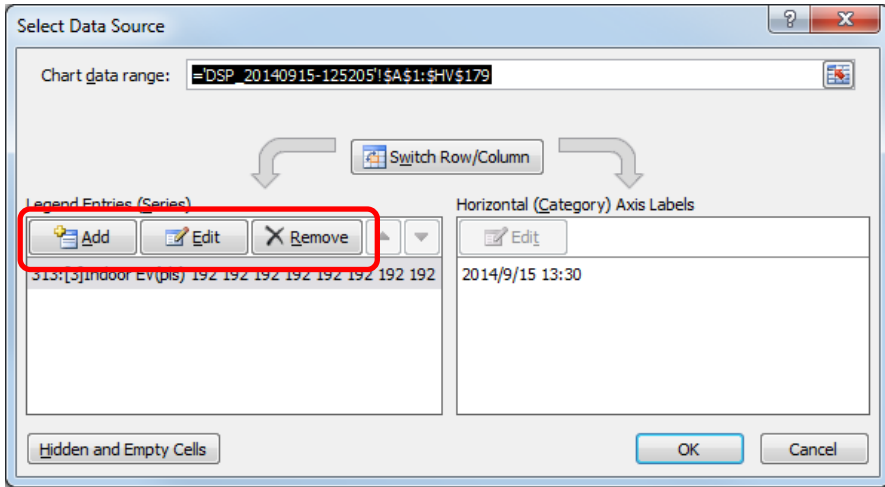 Select Data Source
Chart data range: ='DSP_20140915-125205'!$A$1:$HV$179
Switch Row/Column
Legend Entries (Series)
Horizontal (Category) Axis Labels
Add Edit Remove
Edit
313:[3]Indoor EV(pls) 192 192 192 192 192 192 192 192
2014/9/15 13:30
Hidden and Empty Cells
OK
Cancel